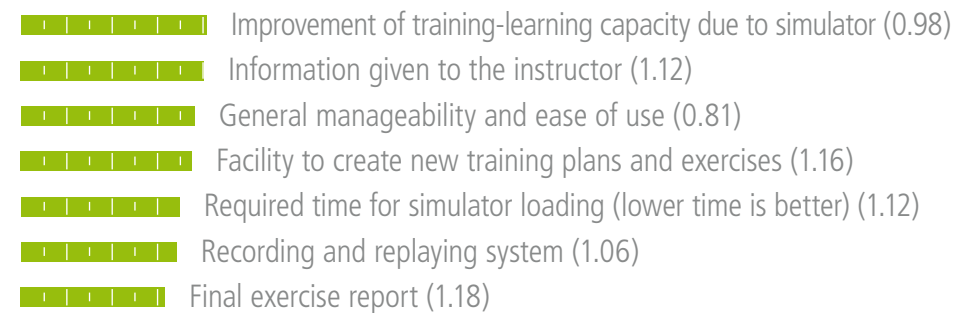 Improvement of training-learning capacity due to simulator (0.98)
Information given to the instructor (1.12)
General manageability and ease of use (0.81)
Facility to create new training plans and exercises (1.16)
Required time for simulator loading (lower time is better) (1.12)
Recording and replaying system (1.06)
Final exercise report (1.18)